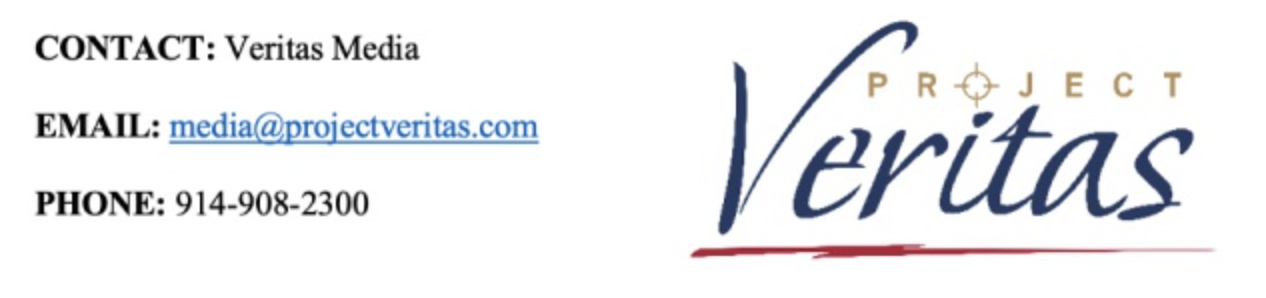 CONTACT: Veritas Media
EMAIL: media@projectveritas.com
PHONE: 914-908-2300
PROJECT
Veritas